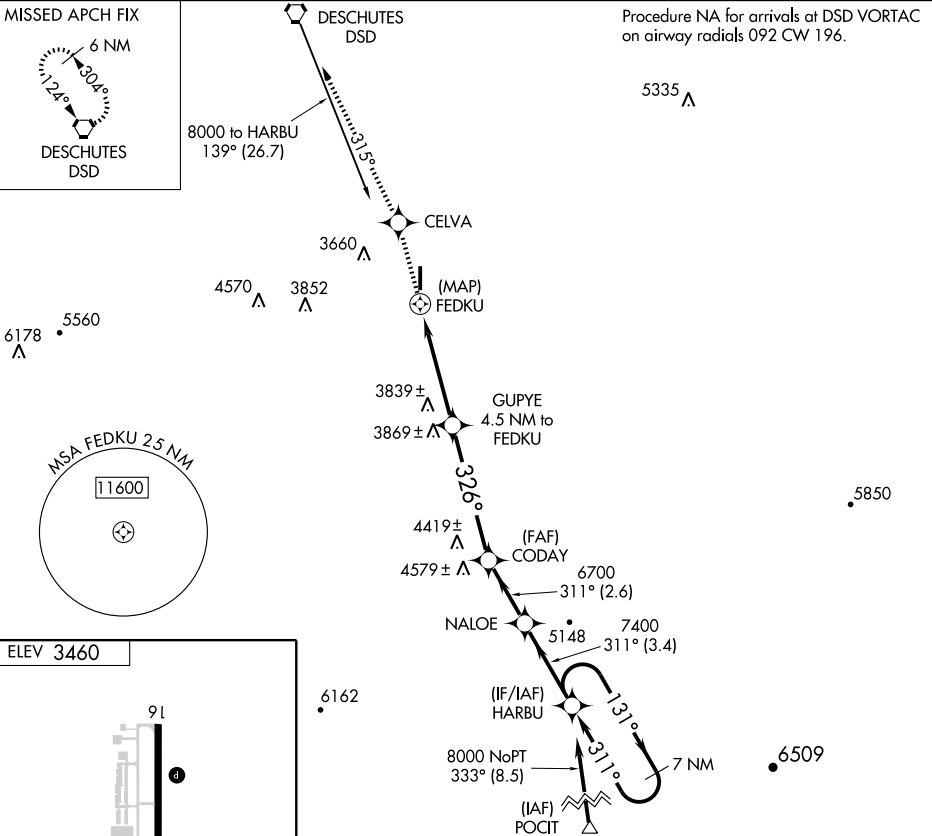 MISSED APCH FIX
6 NM
304°
124°
DESCHUTES
DSD
DESCHUTES
DSD
Procedure NA for arrivals at DSD VORTAC
on airway radials 092 CW 196.
5335
8000 to HARBU
139° (26.7)
315°
CELVA
3660
4570
3852
(MAP)
FEDKU
5560
6178
3839 ±
GUPYE
4.5 NM to
FEDKU
3869 ±
MSA FEDKU 25 NM
11600
326°
5850
4419 ±
(FAF)
CODAY
4579 ±
6700
311° (2.6)
NALOE
5148
7400
311° (3.4)
ELEV 3460
6162
(IF/IAF)
HARBU
131°
311°
7 NM
6509
8000 NoPT
333° (8.5)
(IAF)
POCIT
16
P